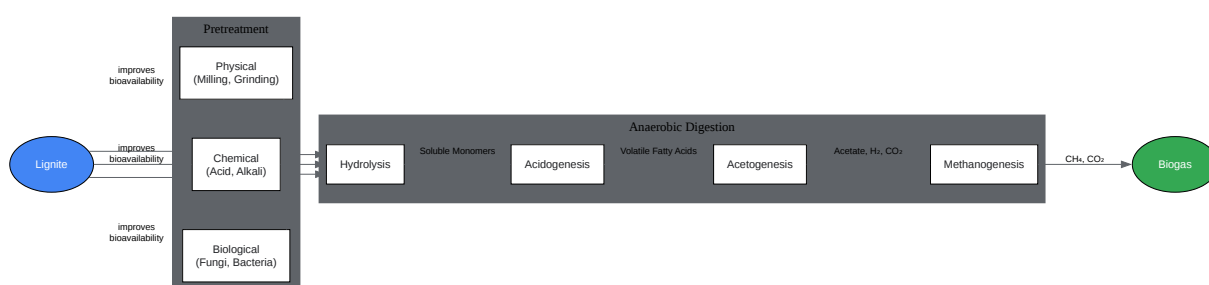 Pretreatment
Physical
(Milling, Grinding)
improves
bioavailability
Lignite
improves
bioavailability
Chemical
(Acid, Alkali)
improves
bioavailability
Biological
(Fungi, Bacteria)
Anaerobic Digestion
Hydrolysis
Soluble Monomers
Acidogenesis
Volatile Fatty Acids
Acetogenesis
Acetate, H₂, CO₂
Methanogenesis
CH₄, CO₂
Biogas